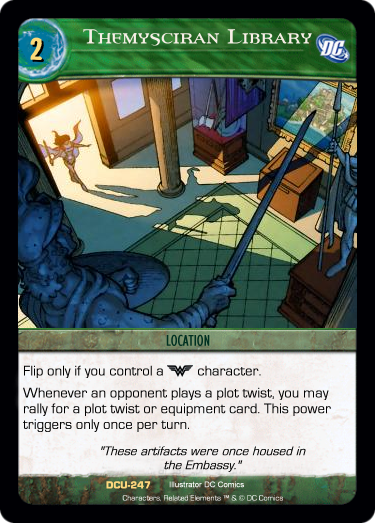 2
Themysciran Library
DC
LOCATION
Flip only if you control a character.
Whenever an opponent plays a plot twist, you may
rally for a plot twist or equipment card. This power
triggers only once per turn.
"These artifacts were once housed in
the Embassy."
DCU-247 Illustrator DC Comics
Characters, Related Elements ™ & © DC Comics